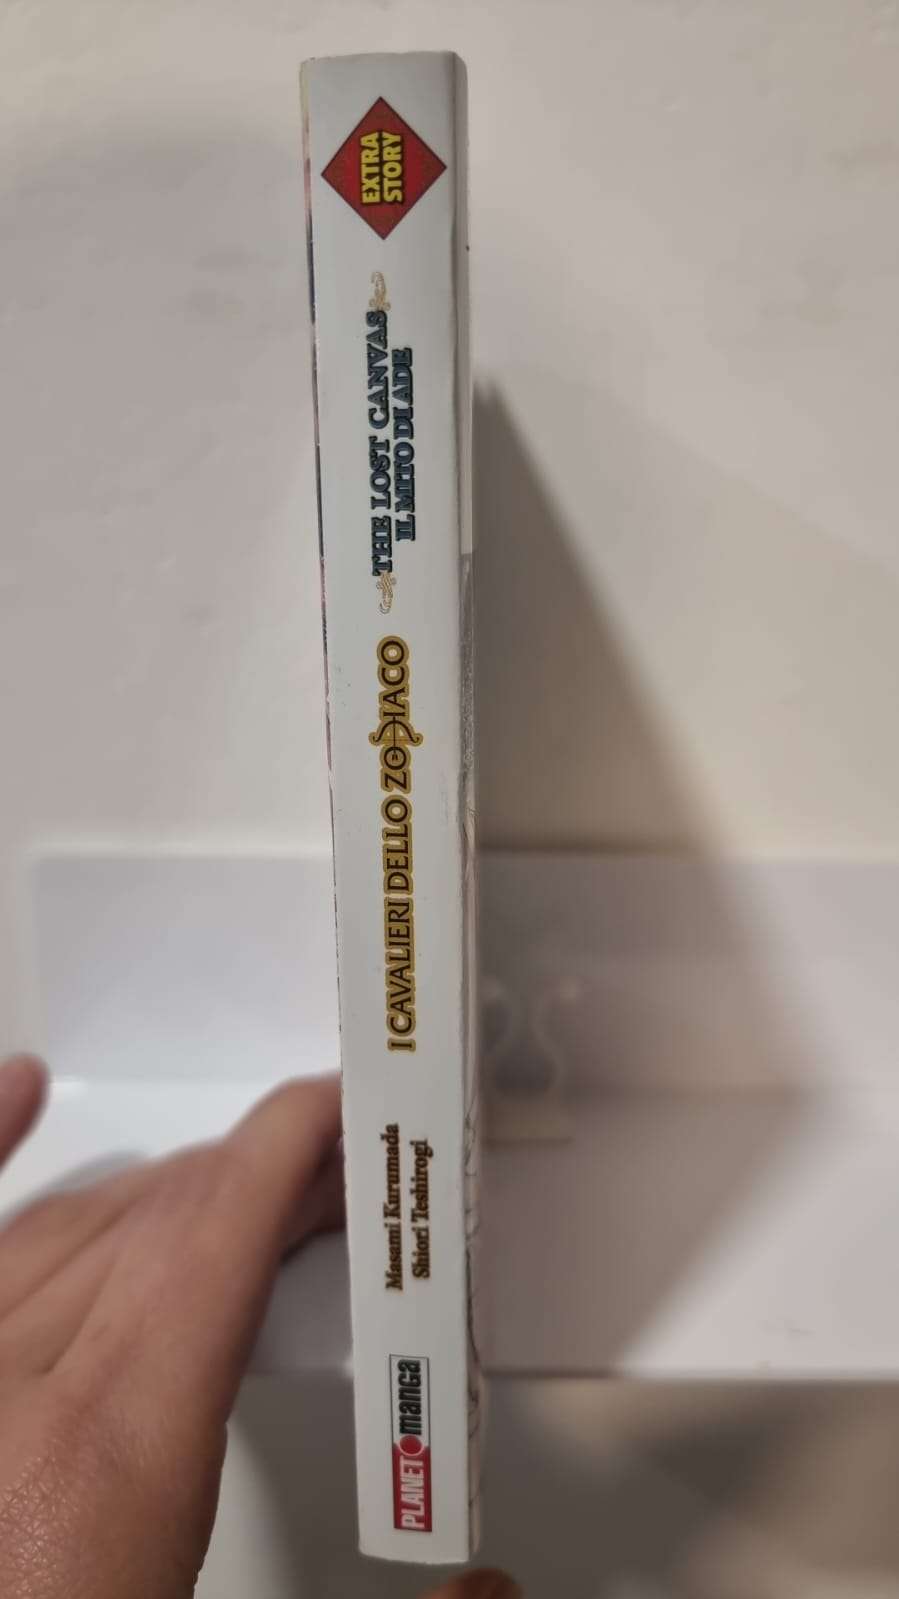 EXTRA
STORY
THE LOST CANVAS
IL MITO DI ADE
I CAVALIERI DELLO ZODIACO
Masami Kurumada
Shiori Teshirogi
PLANET manga